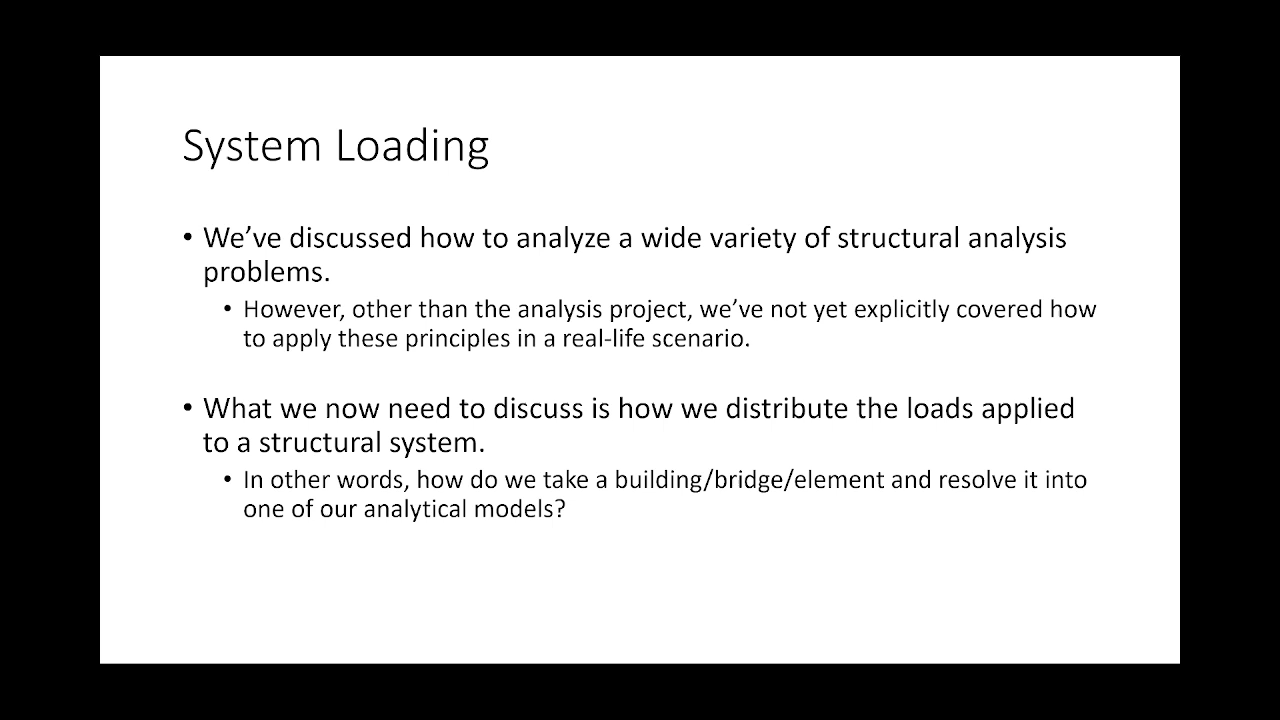 System Loading
• We’ve discussed how to analyze a wide variety of structural analysis
problems.
• However, other than the analysis project, we’ve not yet explicitly covered how
to apply these principles in a real-life scenario.
• What we now need to discuss is how we distribute the loads applied
to a structural system.
• In other words, how do we take a building/bridge/element and resolve it into
one of our analytical models?